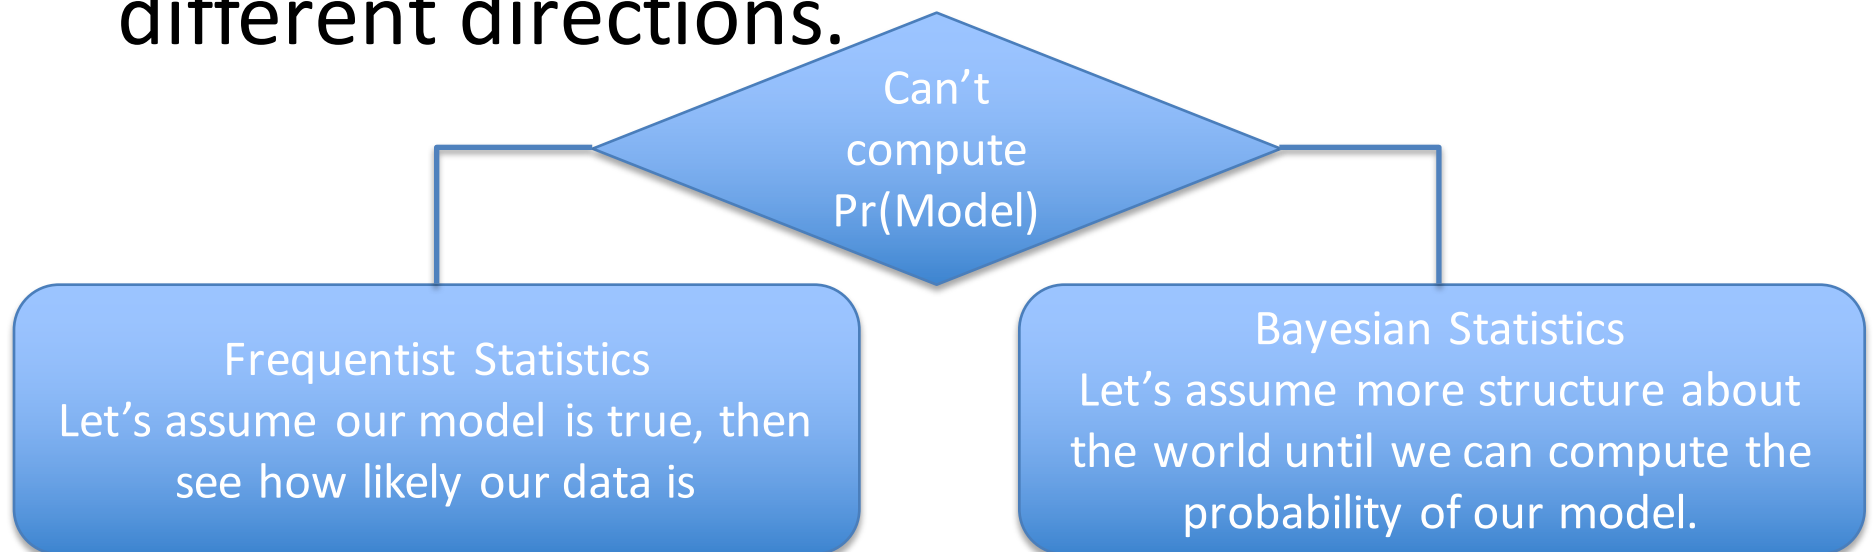 different directions.
Can’t
compute
Pr(Model)
Frequentist Statistics
Let’s assume our model is true, then
see how likely our data is
Bayesian Statistics
Let’s assume more structure about
the world until we can compute the
probability of our model.